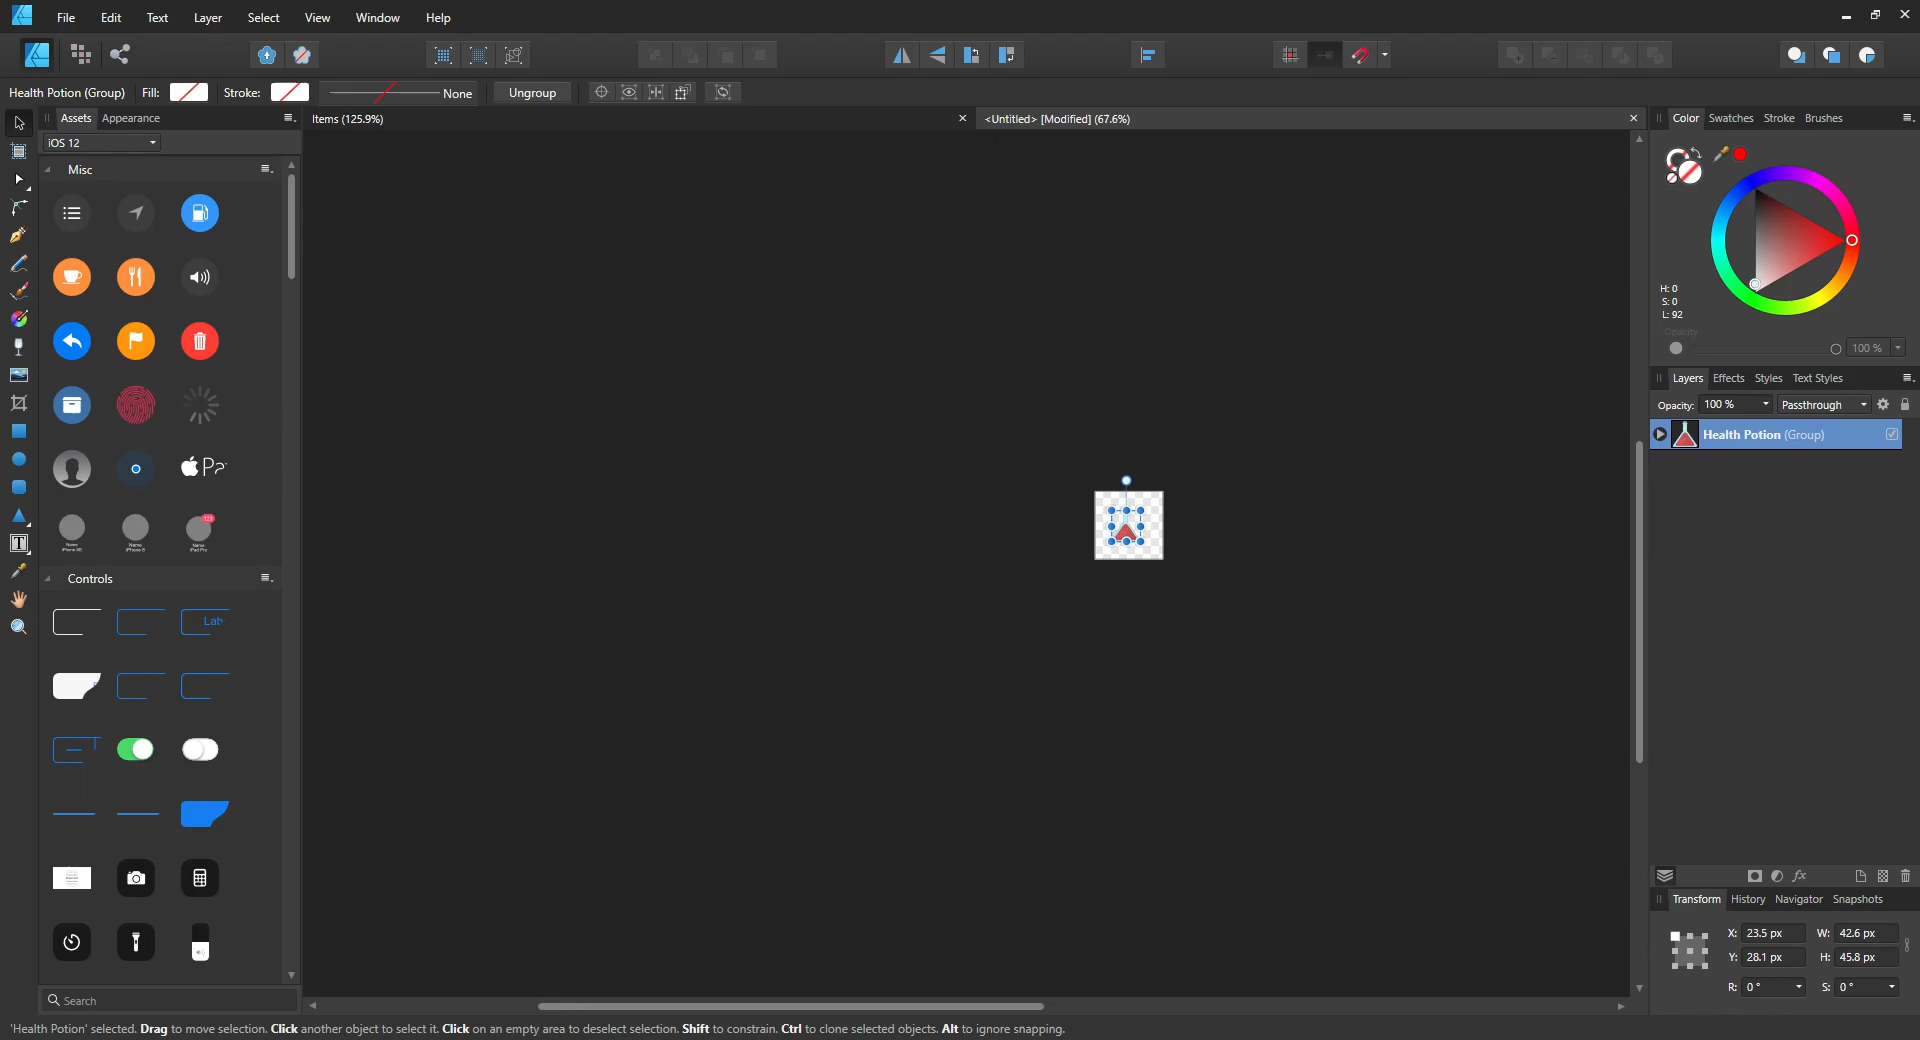 File Edit Text Layer Select View Window Help
Health Potion (Group) Fill: Stroke: None Ungroup
Assets Appearance
Items (125.9%)
<Untitled> [Modified] (67.6%)
Color Swatches Stroke Brushes
iOS 12
Misc
H: 0
S: 0
L: 92
Opacity
100 %
Layers Effects Styles Text Styles
Opacity: 100 % Passthrough
Health Potion (Group)
Controls
Lab
Transform History Navigator Snapshots
X: 23.5 px W: 42.6 px
Y: 28.1 px H: 45.8 px
R: 0 ° S: 0 °
Search
'Health Potion' selected. Drag to move selection. Click another object to select it. Click on an empty area to deselect selection. Shift to constrain. Ctrl to clone selected objects. Alt to ignore snapping.